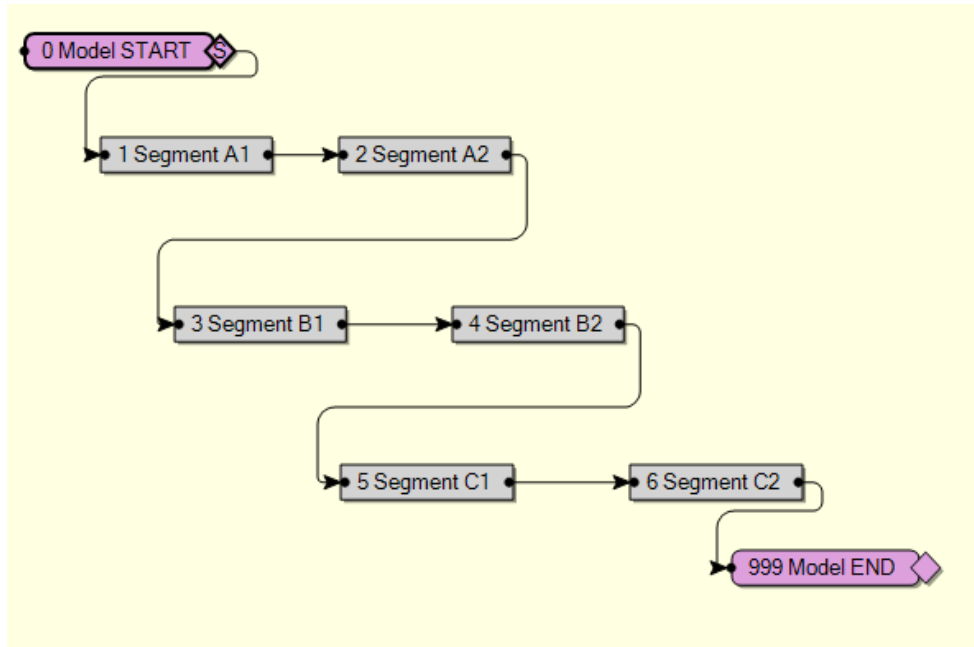 0 Model START S
1 Segment A1
2 Segment A2
3 Segment B1
4 Segment B2
5 Segment C1
6 Segment C2
999 Model END